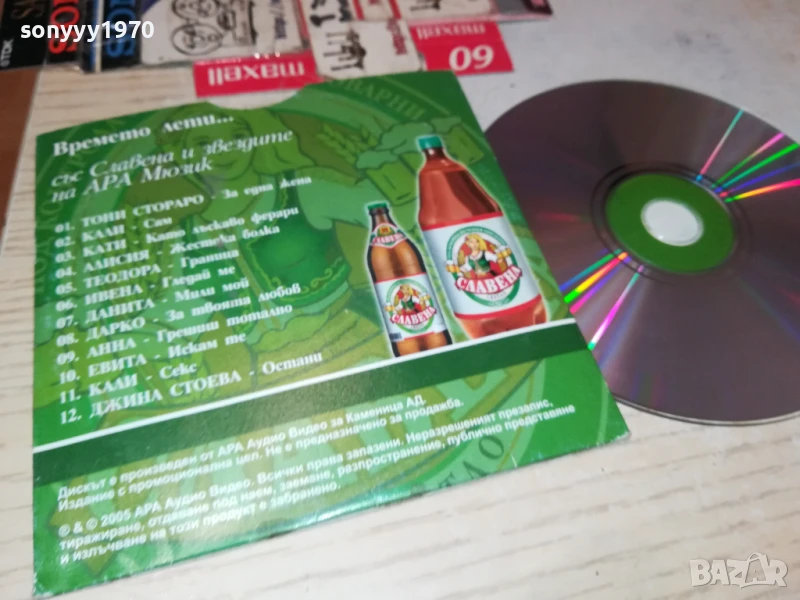 sonyyy1970
TDK
maxell
maxell
60
Времето лети...
със Славена и звездите
на АРА Мюзик
01. ТОНИ СТОРАРО - За една жена
02. КАЛИ - Сам
03. КАТИ - Като лъскаво ферари
04. АЛИСИЯ - Жестока болка
05. ТЕОДОРА - Граница
06. ИВЕНА - Гледай ме
07. ДАНИТА - Мили мой
08. ДАРКО - За твоята любов
09. АННА - Грешиш тотално
10. ЕВИТА - Искам те
11. КАЛИ - Секс
12. ДЖИНА СТОЕВА - Остани
СЛАВЕНА
СЛАВЕНА
Дискът е произведен от АРА Аудио Видео за Каменица АД.
Издание с промоционална цел. Не е предназначено за продажба.
℗ & © 2005 АРА Аудио Видео. Всички права запазени. Неразрешеният презапис,
тиражиране, отдаване под наем, заемане, разпространение, публично представяне
и излъчване на този продукт е забранено.
BAZAR